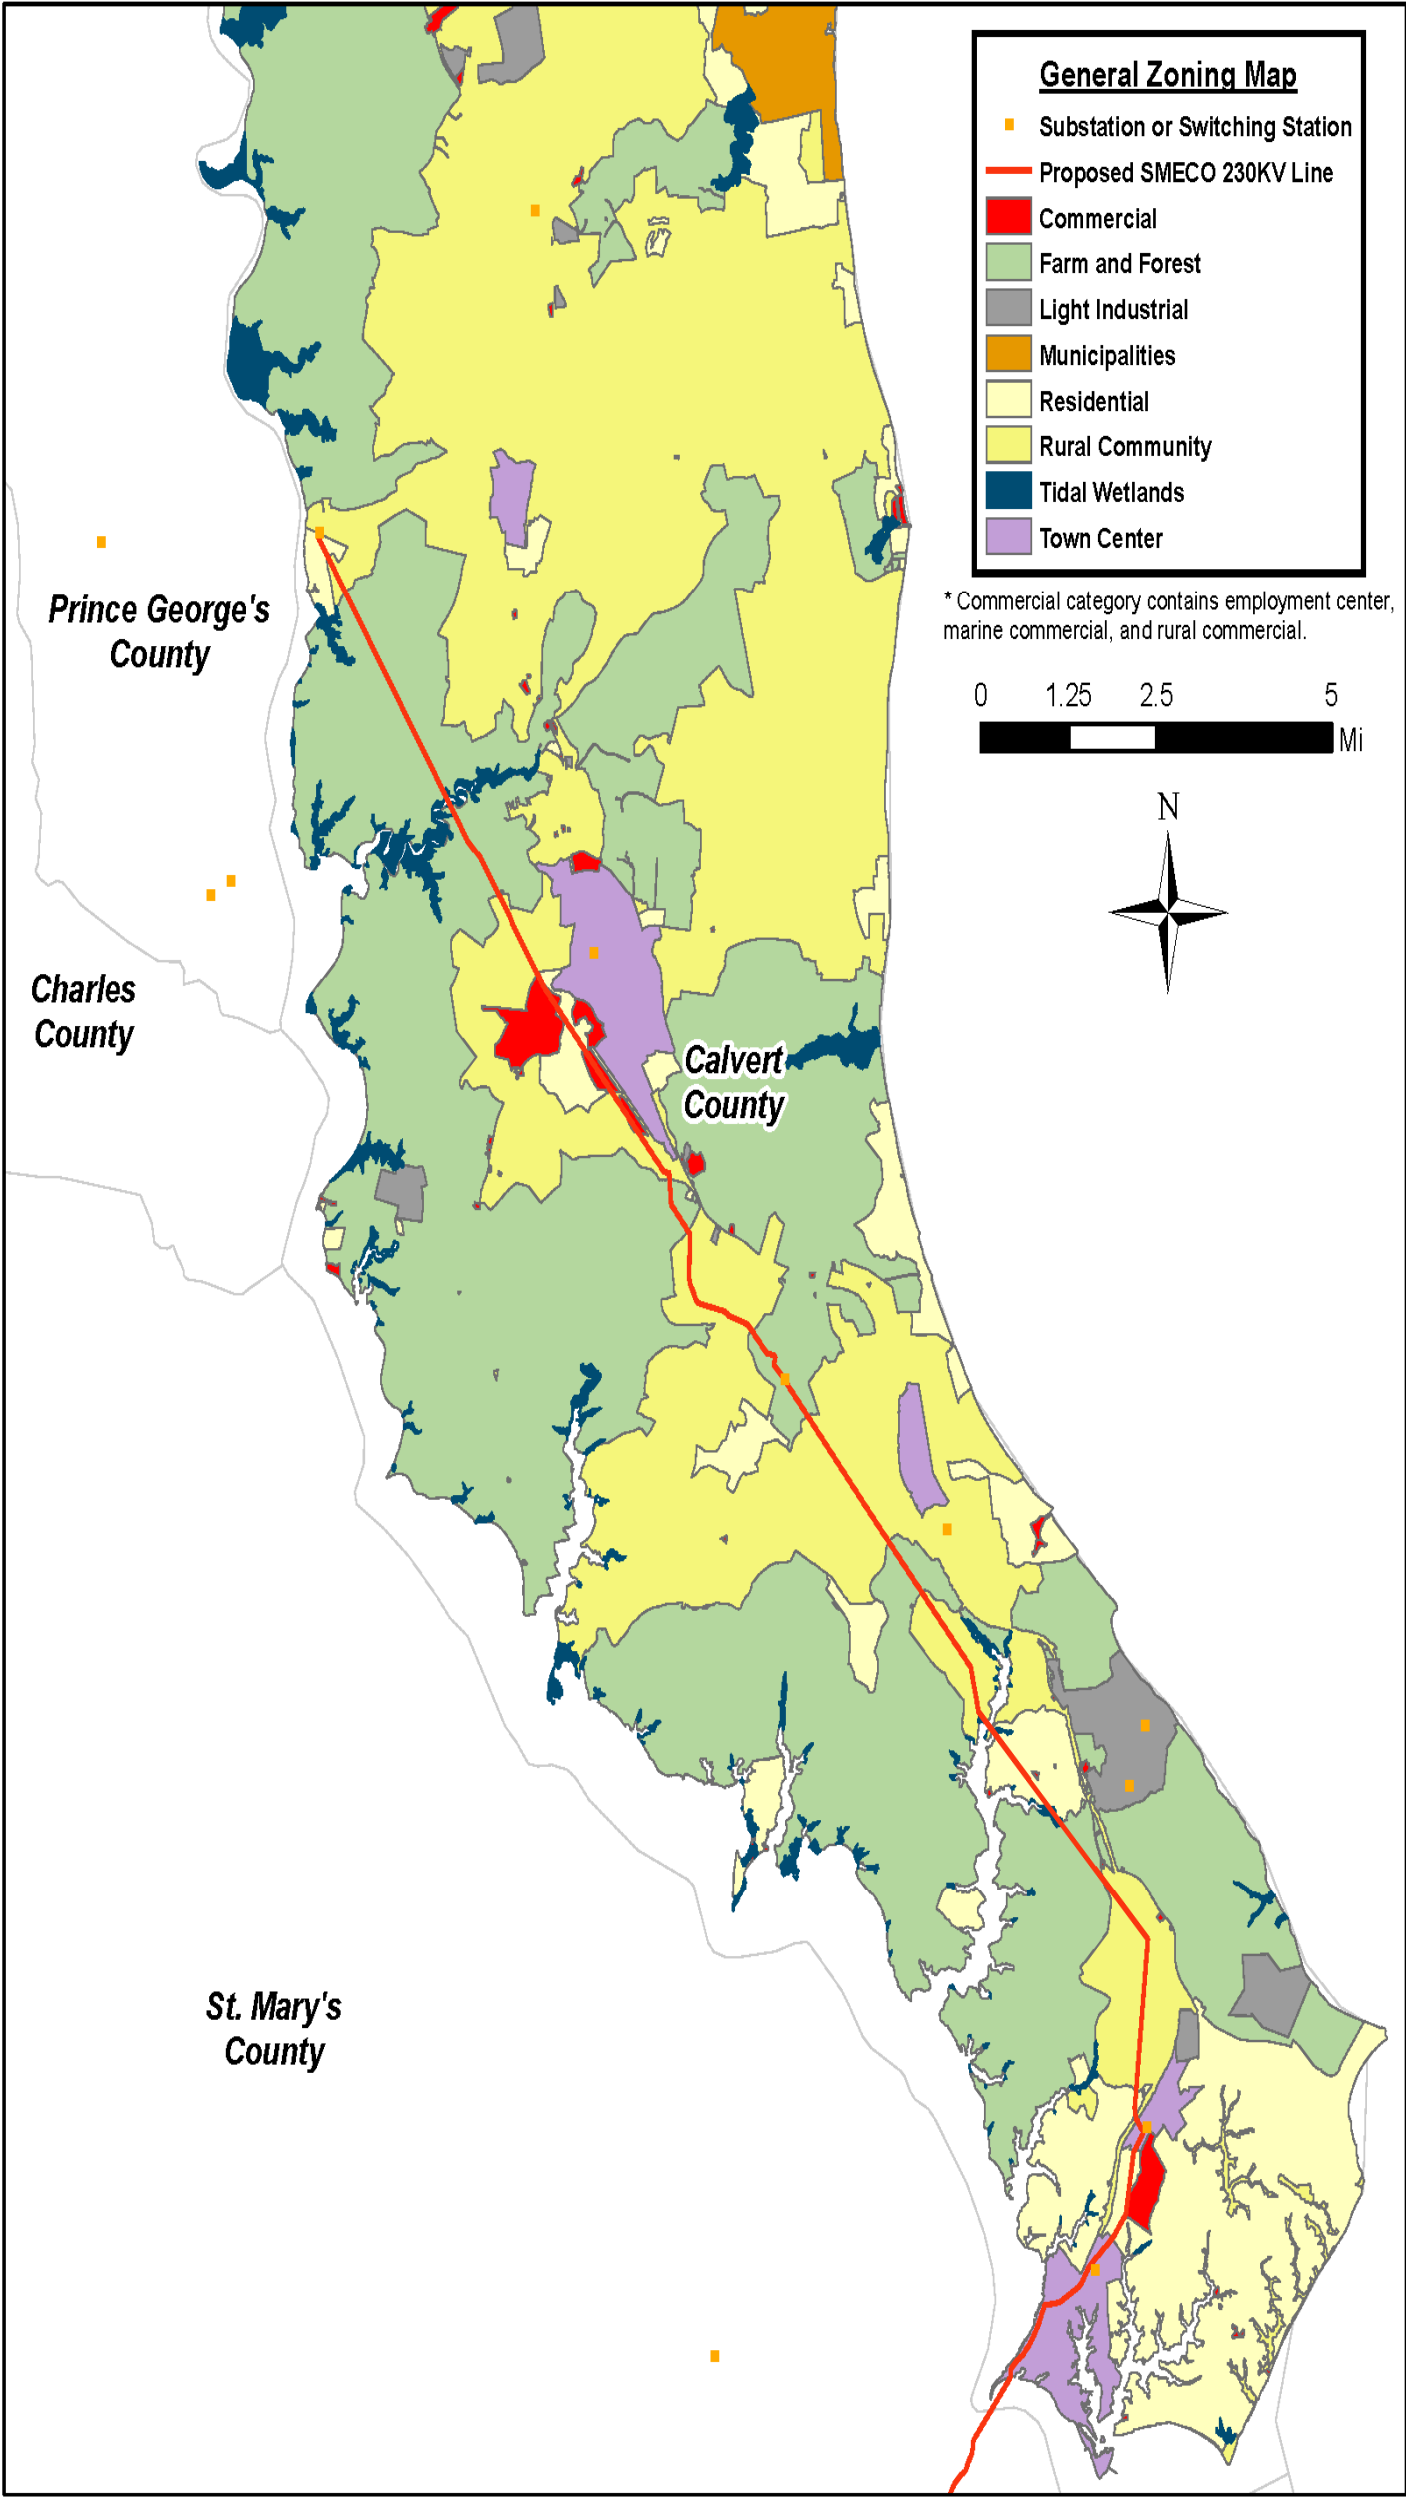 General Zoning Map
Substation or Switching Station
Proposed SMECO 230KV Line
Commercial
Farm and Forest
Light Industrial
Municipalities
Residential
Rural Community
Tidal Wetlands
Town Center
* Commercial category contains employment center,
marine commercial, and rural commercial.
0 1.25 2.5 5
Mi
N
Prince George's
County
Charles
County
Calvert
County
St. Mary's
County